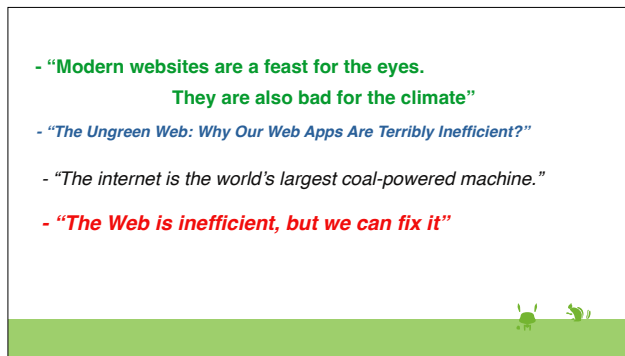 - “Modern websites are a feast for the eyes.
They are also bad for the climate”
- “The Ungreen Web: Why Our Web Apps Are Terribly Inefficient?”
- “The internet is the world’s largest coal-powered machine.”
- “The Web is inefficient, but we can fix it”